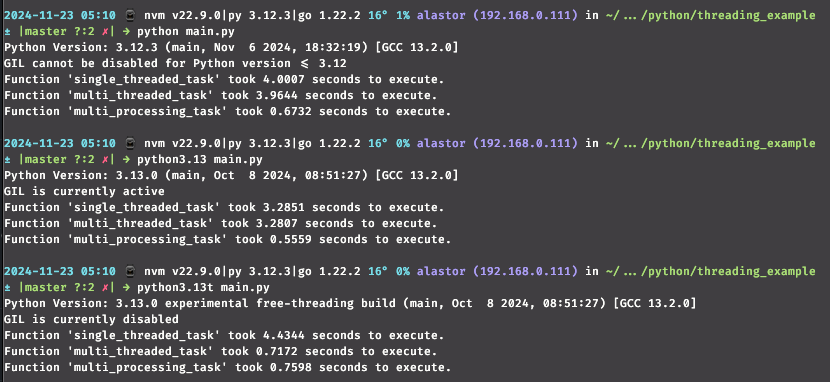 2024-11-23 05:10 nvm v22.9.0|py 3.12.3|go 1.22.2 16° 1% alastor (192.168.0.111) in ~/…/python/threading_example
± |master ?:2 ✗| → python main.py
Python Version: 3.12.3 (main, Nov  6 2024, 18:32:19) [GCC 13.2.0]
GIL cannot be disabled for Python version ⩽ 3.12
Function 'single_threaded_task' took 4.0007 seconds to execute.
Function 'multi_threaded_task' took 3.9644 seconds to execute.
Function 'multi_processing_task' took 0.6732 seconds to execute.
2024-11-23 05:10 nvm v22.9.0|py 3.12.3|go 1.22.2 16° 0% alastor (192.168.0.111) in ~/…/python/threading_example
± |master ?:2 ✗| → python3.13 main.py
Python Version: 3.13.0 (main, Oct  8 2024, 08:51:27) [GCC 13.2.0]
GIL is currently active
Function 'single_threaded_task' took 3.2851 seconds to execute.
Function 'multi_threaded_task' took 3.2807 seconds to execute.
Function 'multi_processing_task' took 0.5559 seconds to execute.
2024-11-23 05:10 nvm v22.9.0|py 3.12.3|go 1.22.2 16° 0% alastor (192.168.0.111) in ~/…/python/threading_example
± |master ?:2 ✗| → python3.13t main.py
Python Version: 3.13.0 experimental free-threading build (main, Oct  8 2024, 08:51:27) [GCC 13.2.0]
GIL is currently disabled
Function 'single_threaded_task' took 4.4344 seconds to execute.
Function 'multi_threaded_task' took 0.7172 seconds to execute.
Function 'multi_processing_task' took 0.7598 seconds to execute.